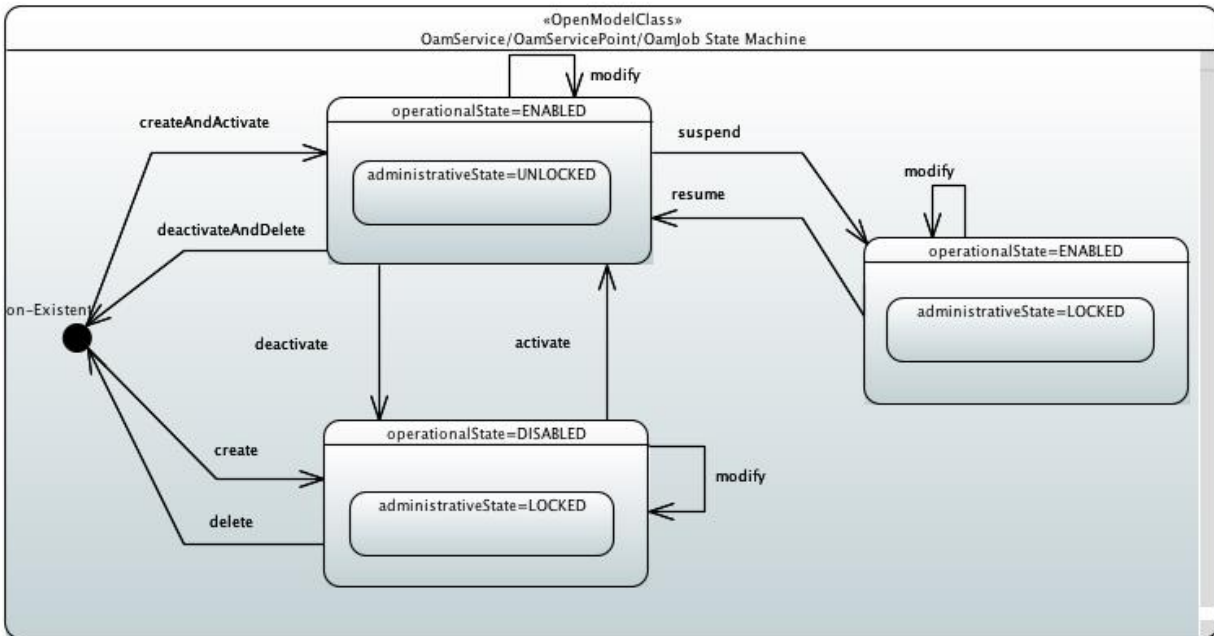 «OpenModelClass»
OamService/OamServicePoint/OamJob State Machine
modify
operationalState=ENABLED
createAndActivate
suspend
administrativeState=UNLOCKED
modify
resume
deactivateAndDelete
operationalState=ENABLED
on-Existent
administrativeState=LOCKED
deactivate
activate
operationalState=DISABLED
create
modify
administrativeState=LOCKED
delete